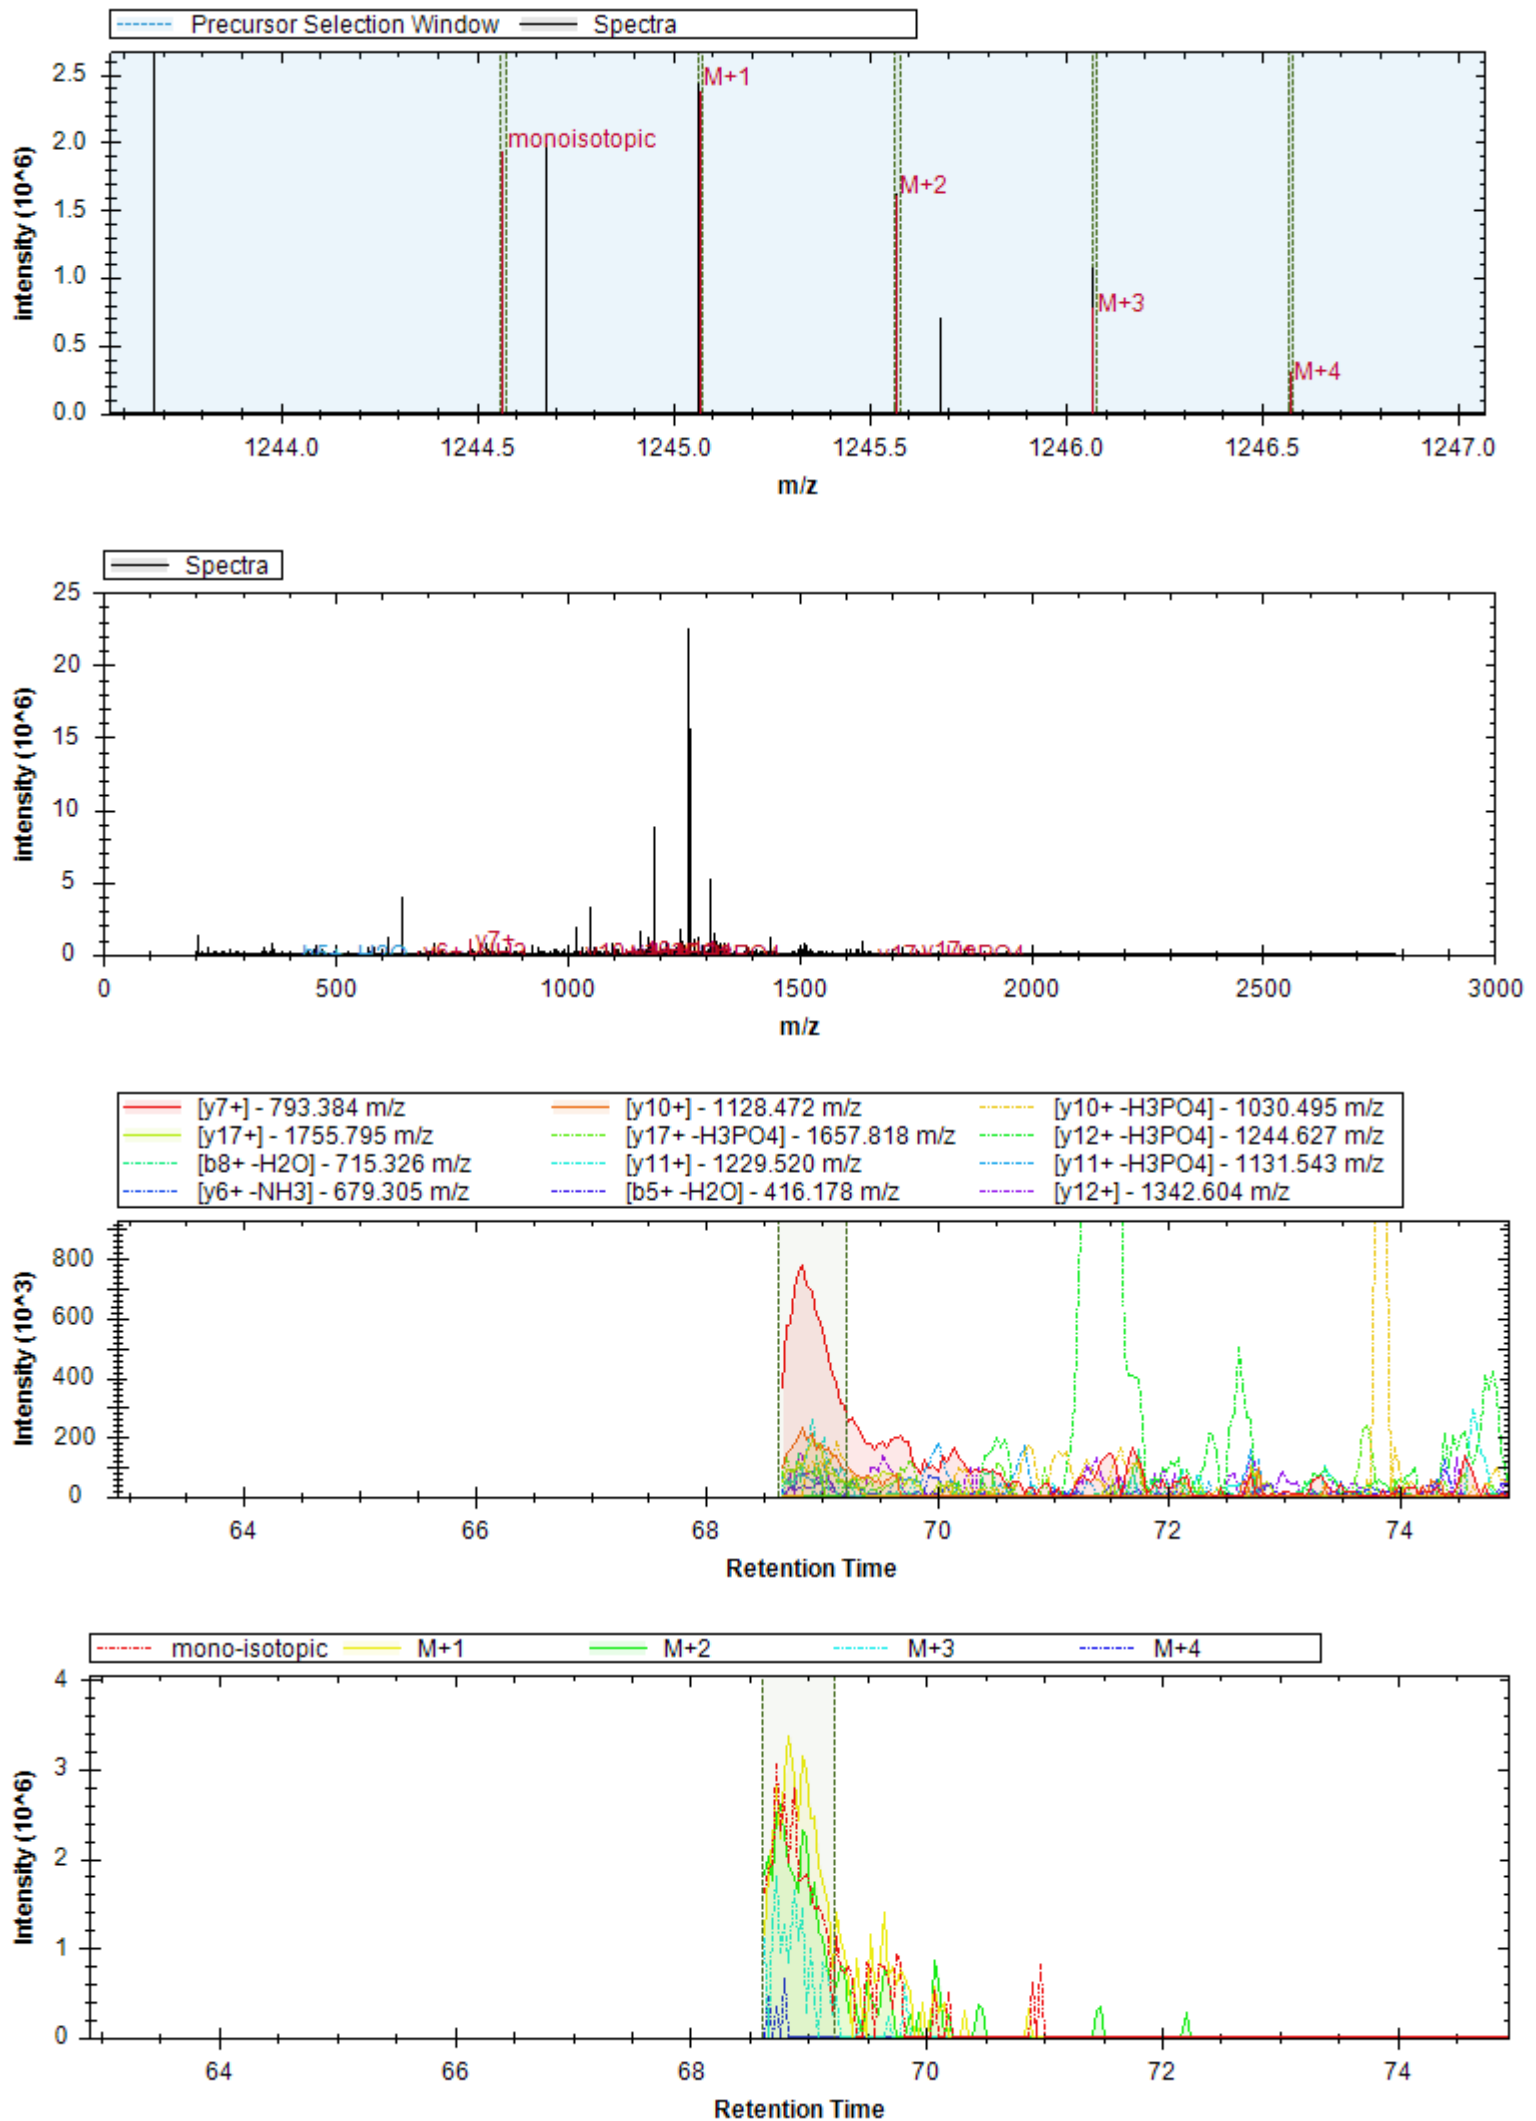 Precursor Selection Window Spectra
intensity (10^6)
2.5
2.0
1.5
1.0
0.5
0.0
M+1
monoisotopic
M+2
M+3
M+4
1244.0 1244.5 1245.0 1245.5 1246.0 1246.5 1247.0
m/z
Spectra
intensity (10^6)
25
20
15
10
5
0
y7+
0 500 1000 1500 2000 2500 3000
m/z
[y7+] - 793.384 m/z [y10+] - 1128.472 m/z [y10+ -H3PO4] - 1030.495 m/z
[y17+] - 1755.795 m/z [y17+ -H3PO4] - 1657.818 m/z [y12+ -H3PO4] - 1244.627 m/z
[b8+ -H2O] - 715.326 m/z [y11+] - 1229.520 m/z [y11+ -H3PO4] - 1131.543 m/z
[y6+ -NH3] - 679.305 m/z [b5+ -H2O] - 416.178 m/z [y12+] - 1342.604 m/z
Intensity (10^3)
800
600
400
200
0
64 66 68 70 72 74
Retention Time
mono-isotopic M+1 M+2 M+3 M+4
Intensity (10^6)
4
3
2
1
0
64 66 68 70 72 74
Retention Time